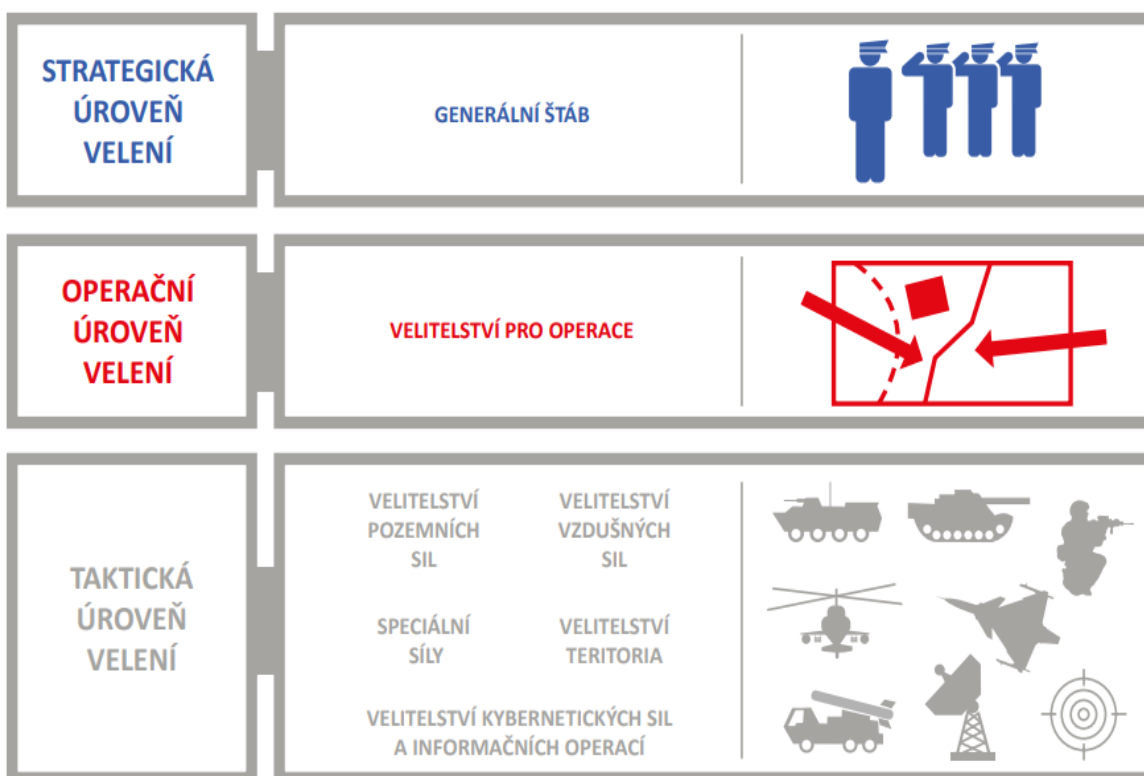 STRATEGICKÁ
ÚROVEŇ
VELENÍ
GENERÁLNÍ ŠTÁB
OPERAČNÍ
ÚROVEŇ
VELENÍ
VELITELSTVÍ PRO OPERACE
TAKTICKÁ
ÚROVEŇ
VELENÍ
VELITELSTVÍ
POZEMNÍCH
SIL
VELITELSTVÍ
VZDUŠNÝCH
SIL
SPECIÁLNÍ
SÍLY
VELITELSTVÍ
TERITORIA
VELITELSTVÍ KYBERNETICKÝCH SIL
A INFORMAČNÍCH OPERACÍ